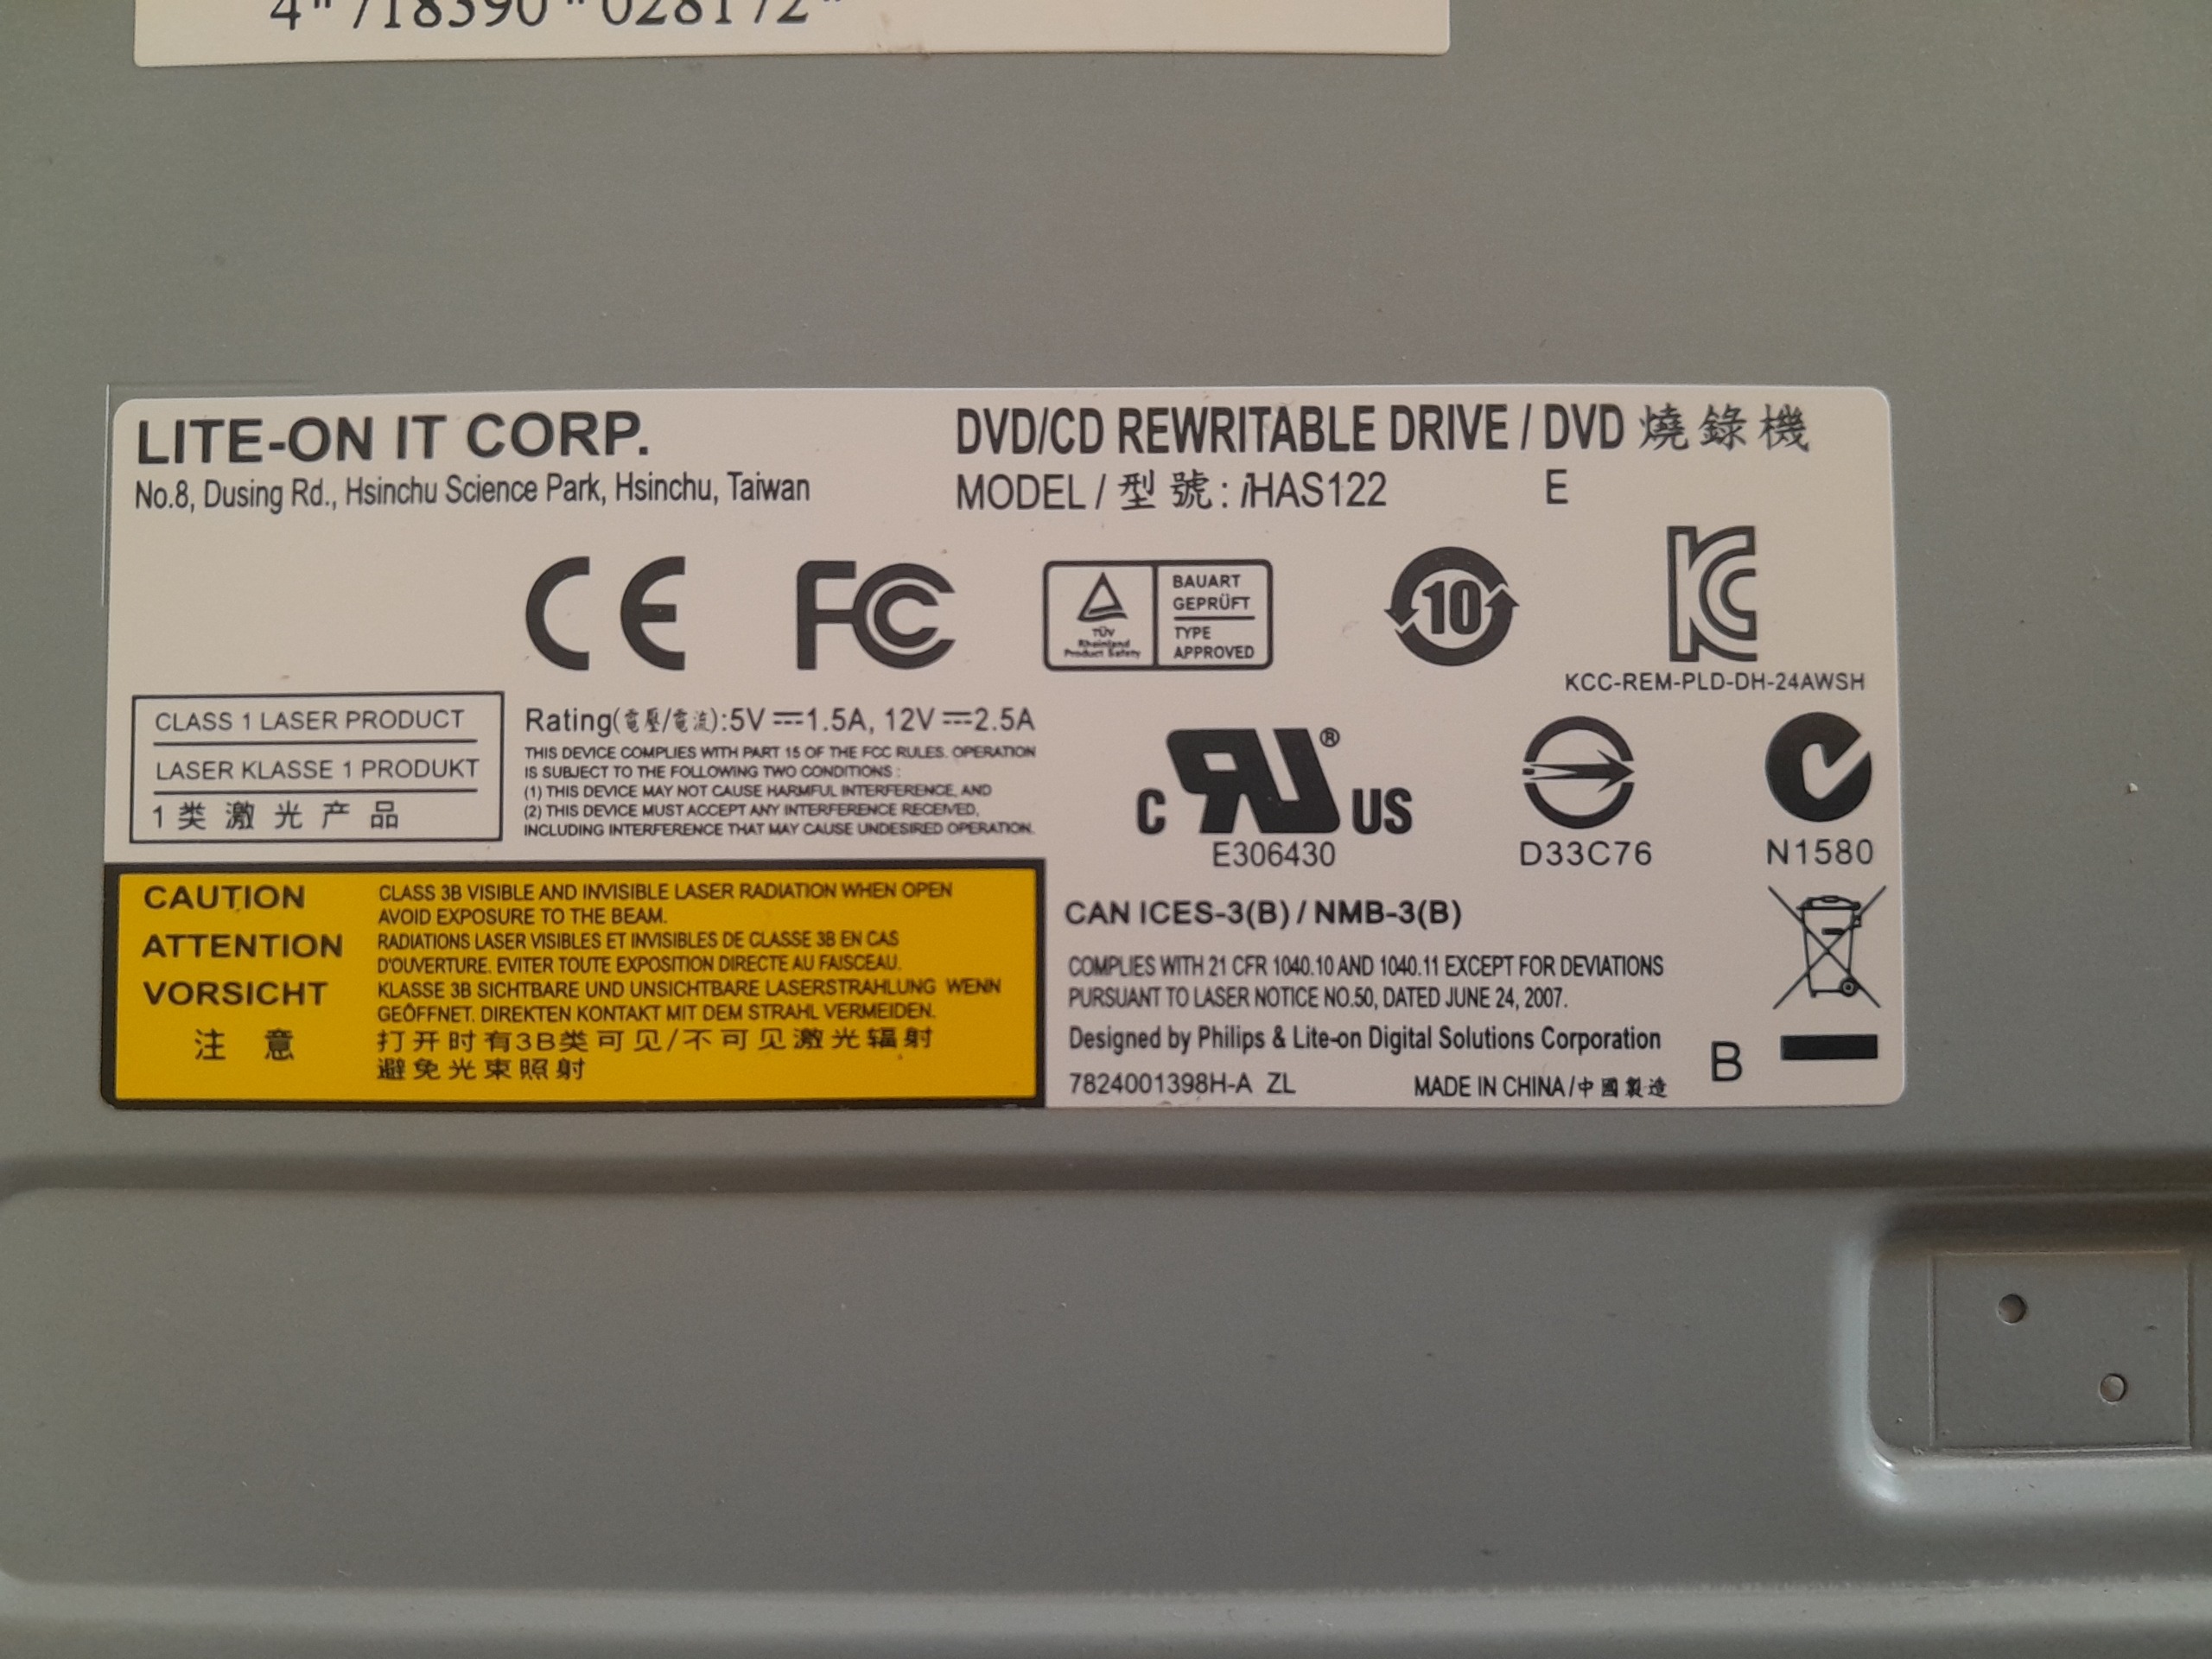 4"718390"028172"
LITE-ON IT CORP.
No.8, Dusing Rd., Hsinchu Science Park, Hsinchu, Taiwan
DVD/CD REWRITABLE DRIVE / DVD 燒錄機
MODEL / 型號: iHAS122 E
CE
FC
TÜV
Rheinland
Product Safety
BAUART
GEPRÜFT
TYPE
APPROVED
10
KC
KCC-REM-PLD-DH-24AWSH
CLASS 1 LASER PRODUCT
LASER KLASSE 1 PRODUKT
1类激光产品
Rating(電壓/電流):5V⎓1.5A, 12V⎓2.5A
THIS DEVICE COMPLIES WITH PART 15 OF THE FCC RULES. OPERATION
IS SUBJECT TO THE FOLLOWING TWO CONDITIONS :
(1) THIS DEVICE MAY NOT CAUSE HARMFUL INTERFERENCE, AND
(2) THIS DEVICE MUST ACCEPT ANY INTERFERENCE RECEIVED,
INCLUDING INTERFERENCE THAT MAY CAUSE UNDESIRED OPERATION.
C RU® US
E306430
D33C76
N1580
CAUTION
CLASS 3B VISIBLE AND INVISIBLE LASER RADIATION WHEN OPEN
AVOID EXPOSURE TO THE BEAM.
ATTENTION
RADIATIONS LASER VISIBLES ET INVISIBLES DE CLASSE 3B EN CAS
D'OUVERTURE. EVITER TOUTE EXPOSITION DIRECTE AU FAISCEAU.
VORSICHT
KLASSE 3B SICHTBARE UND UNSICHTBARE LASERSTRAHLUNG WENN
GEÖFFNET. DIREKTEN KONTAKT MIT DEM STRAHL VERMEIDEN.
注意
打开时有3B类可见/不可见激光辐射
避免光束照射
CAN ICES-3(B) / NMB-3(B)
COMPLIES WITH 21 CFR 1040.10 AND 1040.11 EXCEPT FOR DEVIATIONS
PURSUANT TO LASER NOTICE NO.50, DATED JUNE 24, 2007.
Designed by Philips & Lite-on Digital Solutions Corporation
7824001398H-A ZL
MADE IN CHINA/中國製造
B